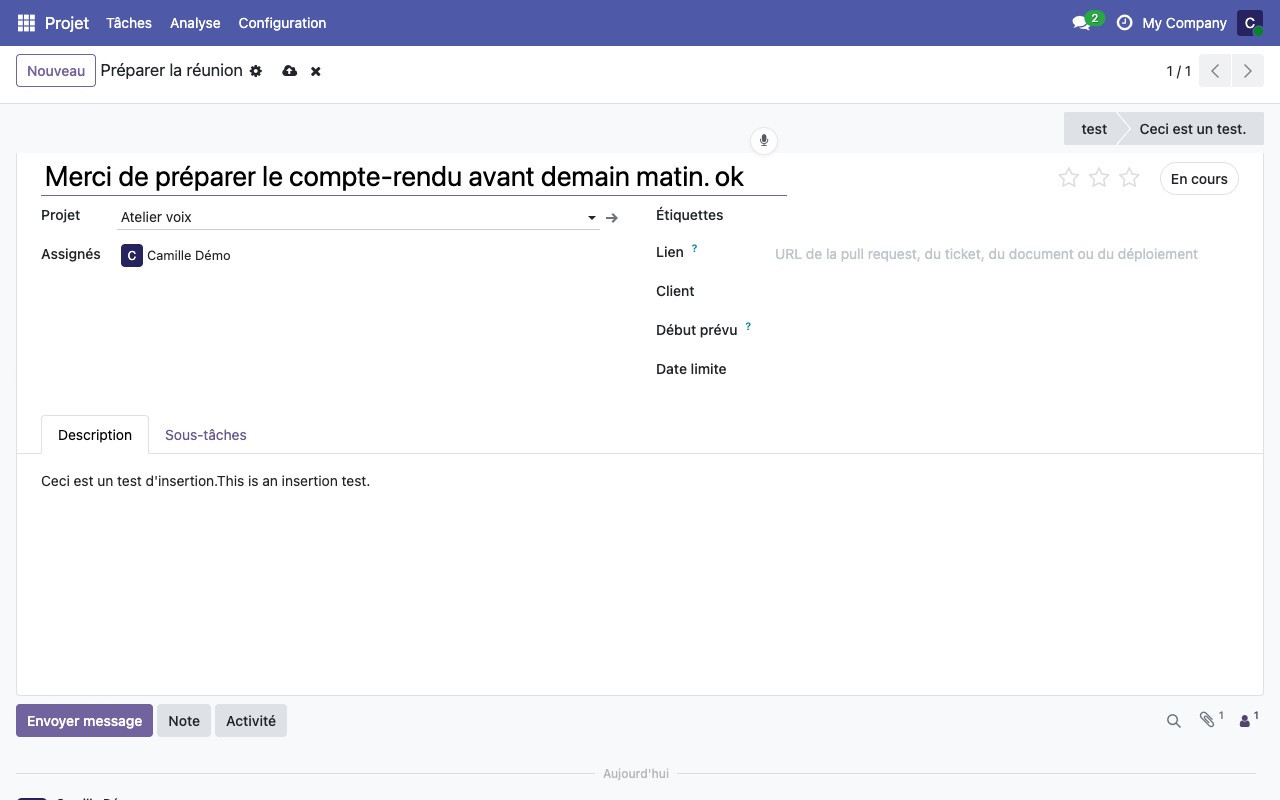 Projet Tâches Analyse Configuration 2 My Company C
Nouveau Préparer la réunion 1 / 1
test Ceci est un test.
Merci de préparer le compte-rendu avant demain matin. ok En cours
Projet Atelier voix Étiquettes
Lien ? URL de la pull request, du ticket, du document ou du déploiement
Assignés C Camille Démo
Client
Début prévu ?
Date limite
Description Sous-tâches
Ceci est un test d'insertion.This is an insertion test.
Envoyer message Note Activité 1 1
Aujourd'hui